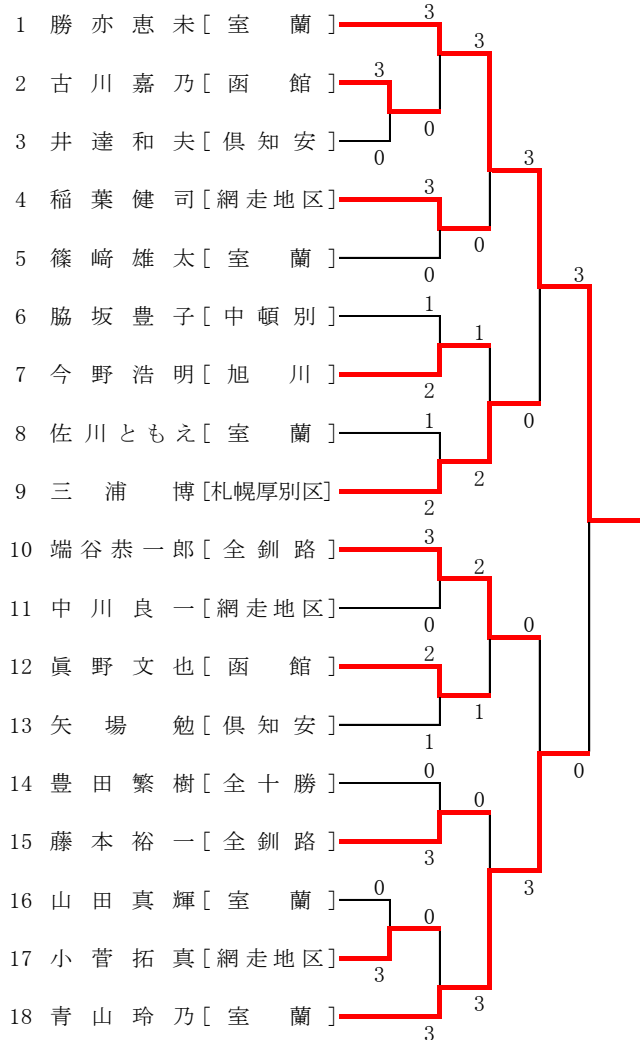 1 勝亦恵未[室蘭]
2 古川嘉乃[函館]
3 井達和夫[倶知安]
4 稲葉健司[網走地区]
5 篠﨑雄太[室蘭]
6 脇坂豊子[中頓別]
7 今野浩明[旭川]
8 佐川ともえ[室蘭]
9 三浦博[札幌厚別区]
10 端谷恭一郎[全釧路]
11 中川良一[網走地区]
12 眞野文也[函館]
13 矢場勉[倶知安]
14 豊田繁樹[全十勝]
15 藤本裕一[全釧路]
16 山田真輝[室蘭]
17 小菅拓真[網走地区]
18 青山玲乃[室蘭]
3
3
3
0
0
3
3
0
0
3
1
1
2
0
1
2
2
3
2
0
0
2
1
1
0
0
0
3
3
0
0
3
3
3